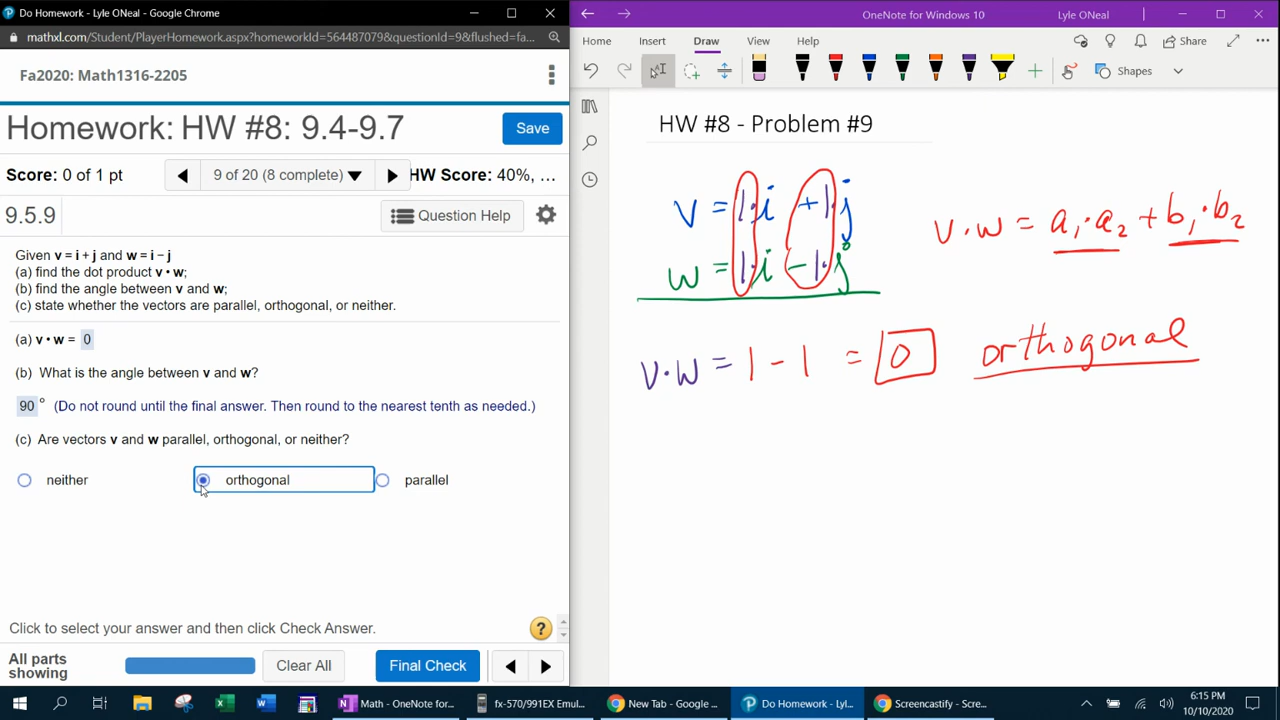 Do Homework - Lyle ONeal - Google Chrome
mathxl.com/Student/PlayerHomework.aspx?homeworkId=564487079&questionId=9&flushed=fa...
Fa2020: Math1316-2205
Homework: HW #8: 9.4-9.7
Save
Score: 0 of 1 pt
9 of 20 (8 complete)
HW Score: 40%, ...
9.5.9
Question Help
Given v = i + j and w = i − j
(a) find the dot product v • w;
(b) find the angle between v and w;
(c) state whether the vectors are parallel, orthogonal, or neither.
(a) v • w = 0
(b) What is the angle between v and w?
90 ° (Do not round until the final answer. Then round to the nearest tenth as needed.)
(c) Are vectors v and w parallel, orthogonal, or neither?
neither
orthogonal
parallel
Click to select your answer and then click Check Answer.
?
All parts
showing
Clear All
Final Check
OneNote for Windows 10
Lyle ONeal
Home
Insert
Draw
View
Help
Share
Shapes
HW #8 - Problem #9
v = 1·i + 1·j
w = 1·i − 1·j
v·w = a₁·a₂ + b₁·b₂
v·w = 1 − 1 = 0
orthogonal
Math - OneNote for...
fx-570/991EX Emul...
New Tab - Google ...
Do Homework - Lyl...
Screencastify - Scre...
6:15 PM
10/10/2020